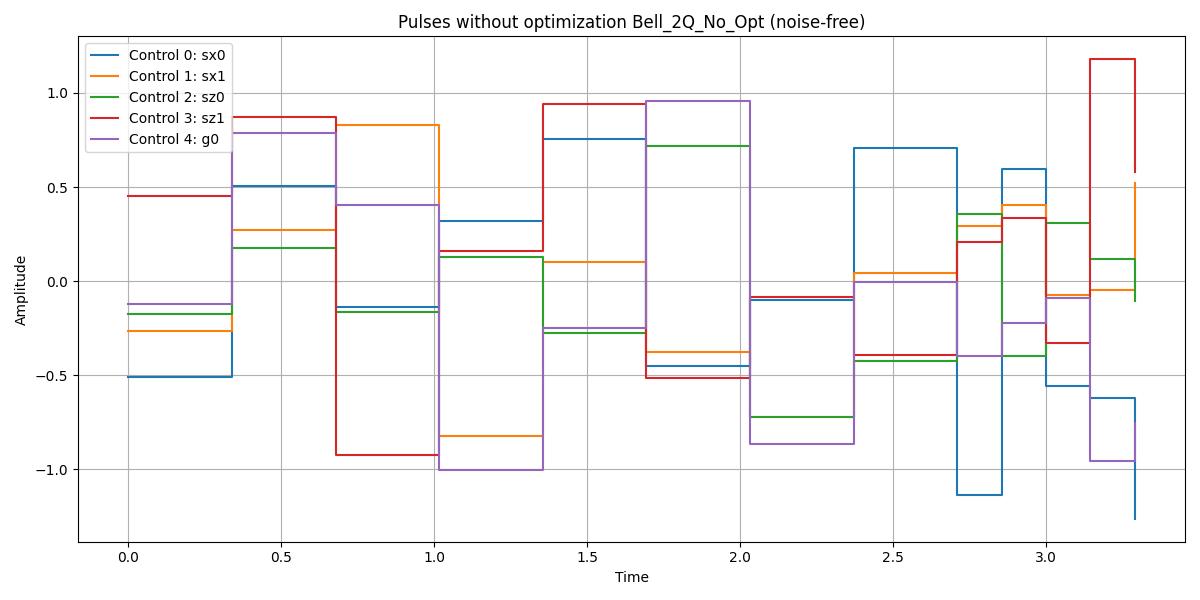 Pulses without optimization Bell_2Q_No_Opt (noise-free)
Control 0: sx0
Control 1: sx1
Control 2: sz0
Control 3: sz1
Control 4: g0
1.0
0.5
0.0
−0.5
−1.0
Amplitude
0.0 0.5 1.0 1.5 2.0 2.5 3.0
Time